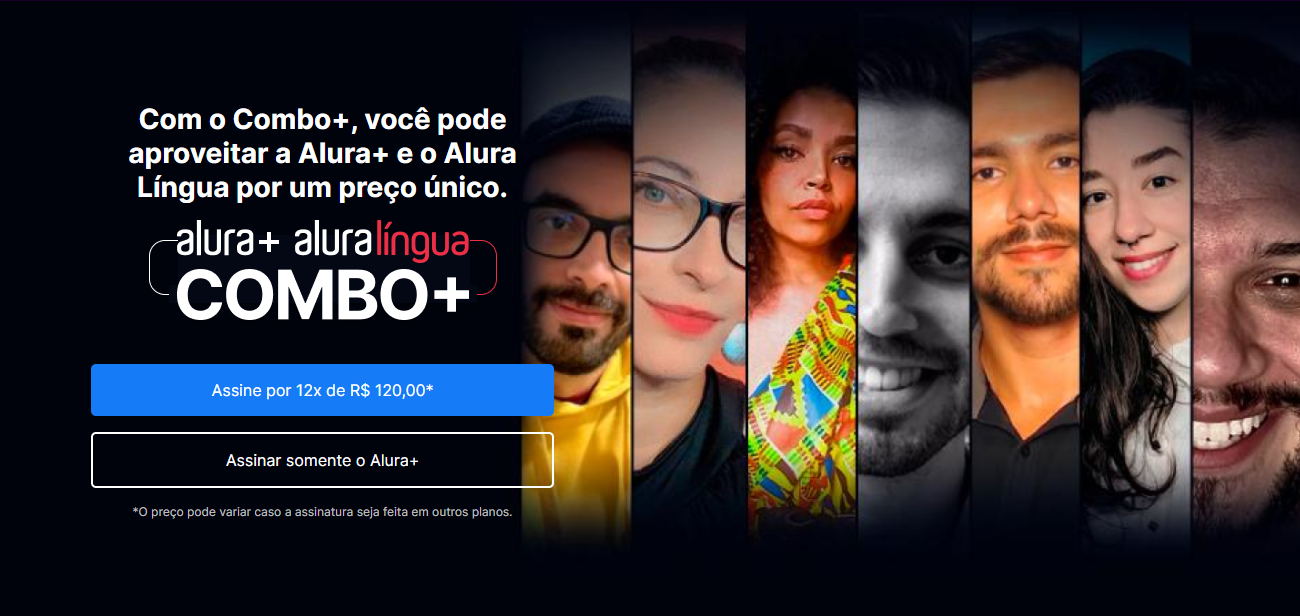 Com o Combo+, você pode
aproveitar a Alura+ e o Alura
Língua por um preço único.
alura+ aluralíngua
COMBO+
Assine por 12x de R$ 120,00*
Assinar somente o Alura+
*O preço pode variar caso a assinatura seja feita em outros planos.